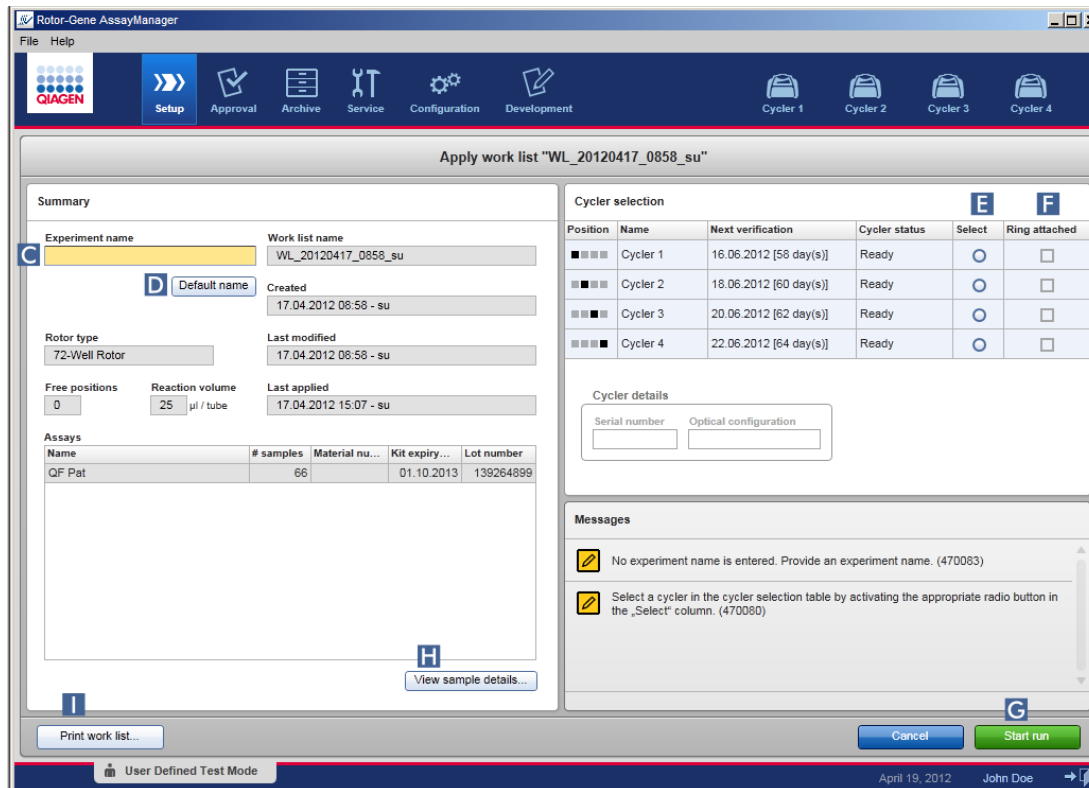 Rotor-Gene AssayManager
File Help
QIAGEN
Setup Approval Archive Service Configuration Development Cycler 1 Cycler 2 Cycler 3 Cycler 4
Apply work list "WL_20120417_0858_su"
Summary
Experiment name Work list name
C WL_20120417_0858_su
D Default name Created
17.04.2012 08:58 - su
Rotor type Last modified
72-Well Rotor 17.04.2012 08:58 - su
Free positions Reaction volume Last applied
0 25 µl / tube 17.04.2012 15:07 - su
Assays
Name # samples Material nu... Kit expiry... Lot number
QF Pat 66 01.10.2013 139264899
H
View sample details...
I
Print work list...
Cycler selection E F
Position Name Next verification Cycler status Select Ring attached
Cycler 1 16.06.2012 [58 day(s)] Ready
Cycler 2 18.06.2012 [60 day(s)] Ready
Cycler 3 20.06.2012 [62 day(s)] Ready
Cycler 4 22.06.2012 [64 day(s)] Ready
Cycler details
Serial number Optical configuration
Messages
No experiment name is entered. Provide an experiment name. (470083)
Select a cycler in the cycler selection table by activating the appropriate radio button in
the „Select“ column. (470080)
G
Cancel Start run
User Defined Test Mode
April 19, 2012 John Doe